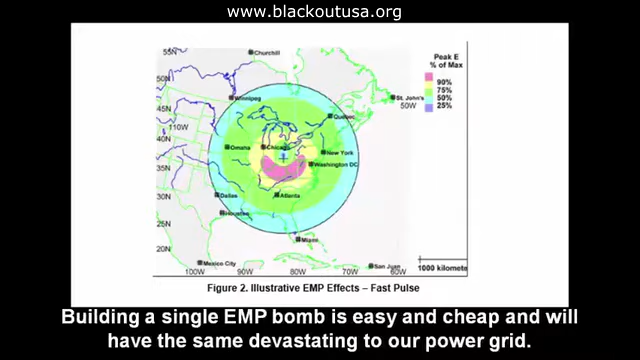 www.blackoutusa.org
55N
Churchill
Peak E
% of Max
90%
75%
50%
25%
Winnipeg
St. John's
50W
45N
Quebec
110W
40N
Omaha
Chicago
New York
Washington DC
35N
Dallas
Atlanta
30N
Houston
25N
Miami
20N
Mexico City
San Juan
100W
90W
80W
70W
60W
1000 kilomete
Figure 2. Illustrative EMP Effects – Fast Pulse
Building a single EMP bomb is easy and cheap and will
have the same devastating to our power grid.